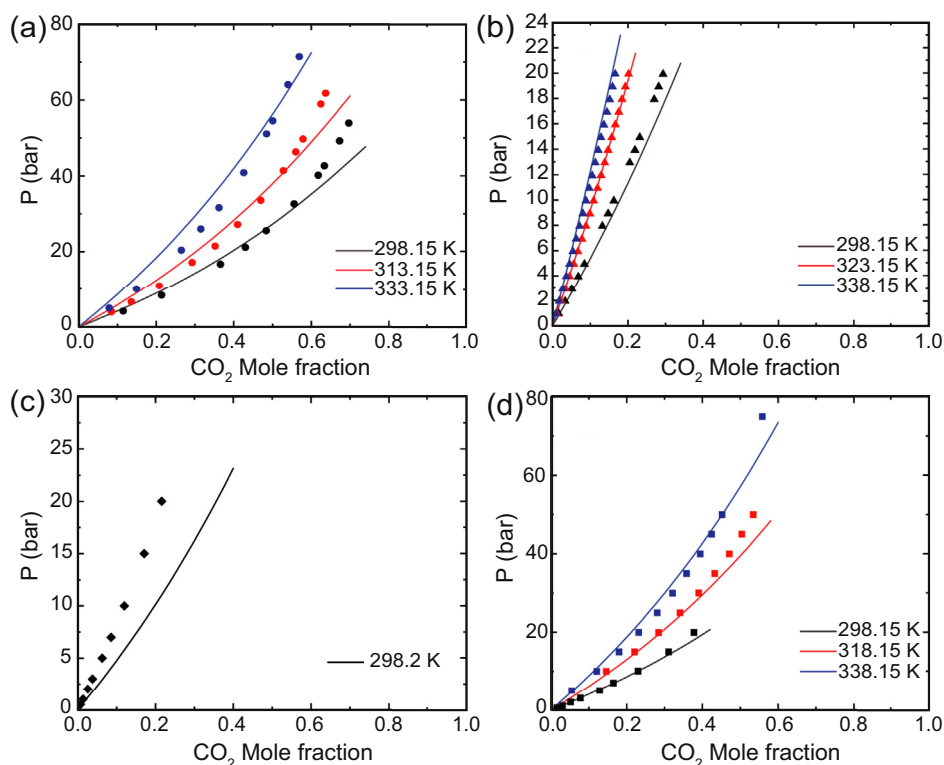 (a)
80
60
40
20
0
P (bar)
298.15 K
313.15 K
333.15 K
0.0 0.2 0.4 0.6 0.8 1.0
CO2 Mole fraction
(b)
24
20
18
16
14
12
10
8
6
4
2
0
P (bar)
298.15 K
323.15 K
338.15 K
0.0 0.2 0.4 0.6 0.8 1.0
CO2 Mole fraction
(c)
30
25
20
15
10
5
0
P (bar)
298.2 K
0.0 0.2 0.4 0.6 0.8 1.0
CO2 Mole fraction
(d)
80
60
40
20
0
P (bar)
298.15 K
318.15 K
338.15 K
0.0 0.2 0.4 0.6 0.8 1.0
CO2 Mole fraction